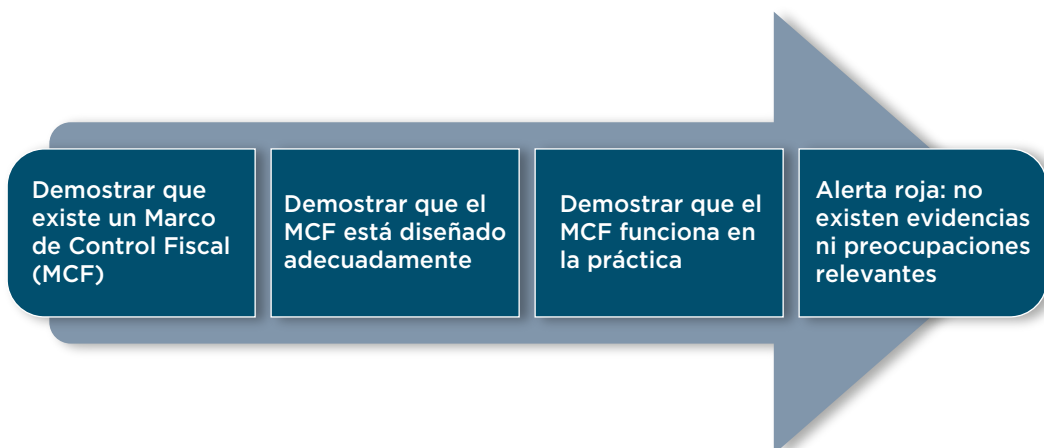 Demostrar que
existe un Marco
de Control Fiscal
(MCF)
Demostrar que el
MCF está diseñado
adecuadamente
Demostrar que el
MCF funciona en
la práctica
Alerta roja: no
existen evidencias
ni preocupaciones
relevantes